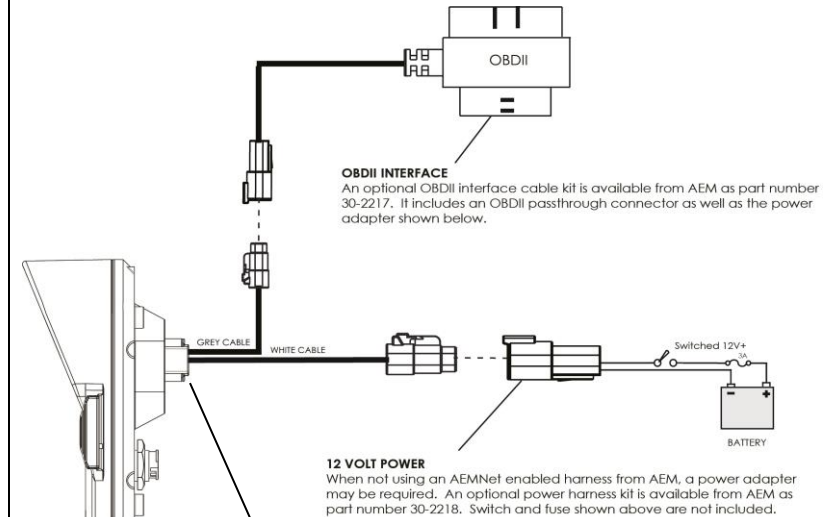 OBDII
OBDII INTERFACE
An optional OBDII interface cable kit is available from AEM as part number
30-2217. It includes an OBDII passthrough connector as well as the power
adapter shown below.
GREY CABLE
WHITE CABLE
Switched 12V+
3A
- +
BATTERY
12 VOLT POWER
When not using an AEMNet enabled harness from AEM, a power adapter
may be required. An optional power harness kit is available from AEM as
part number 30-2218. Switch and fuse shown above are not included.